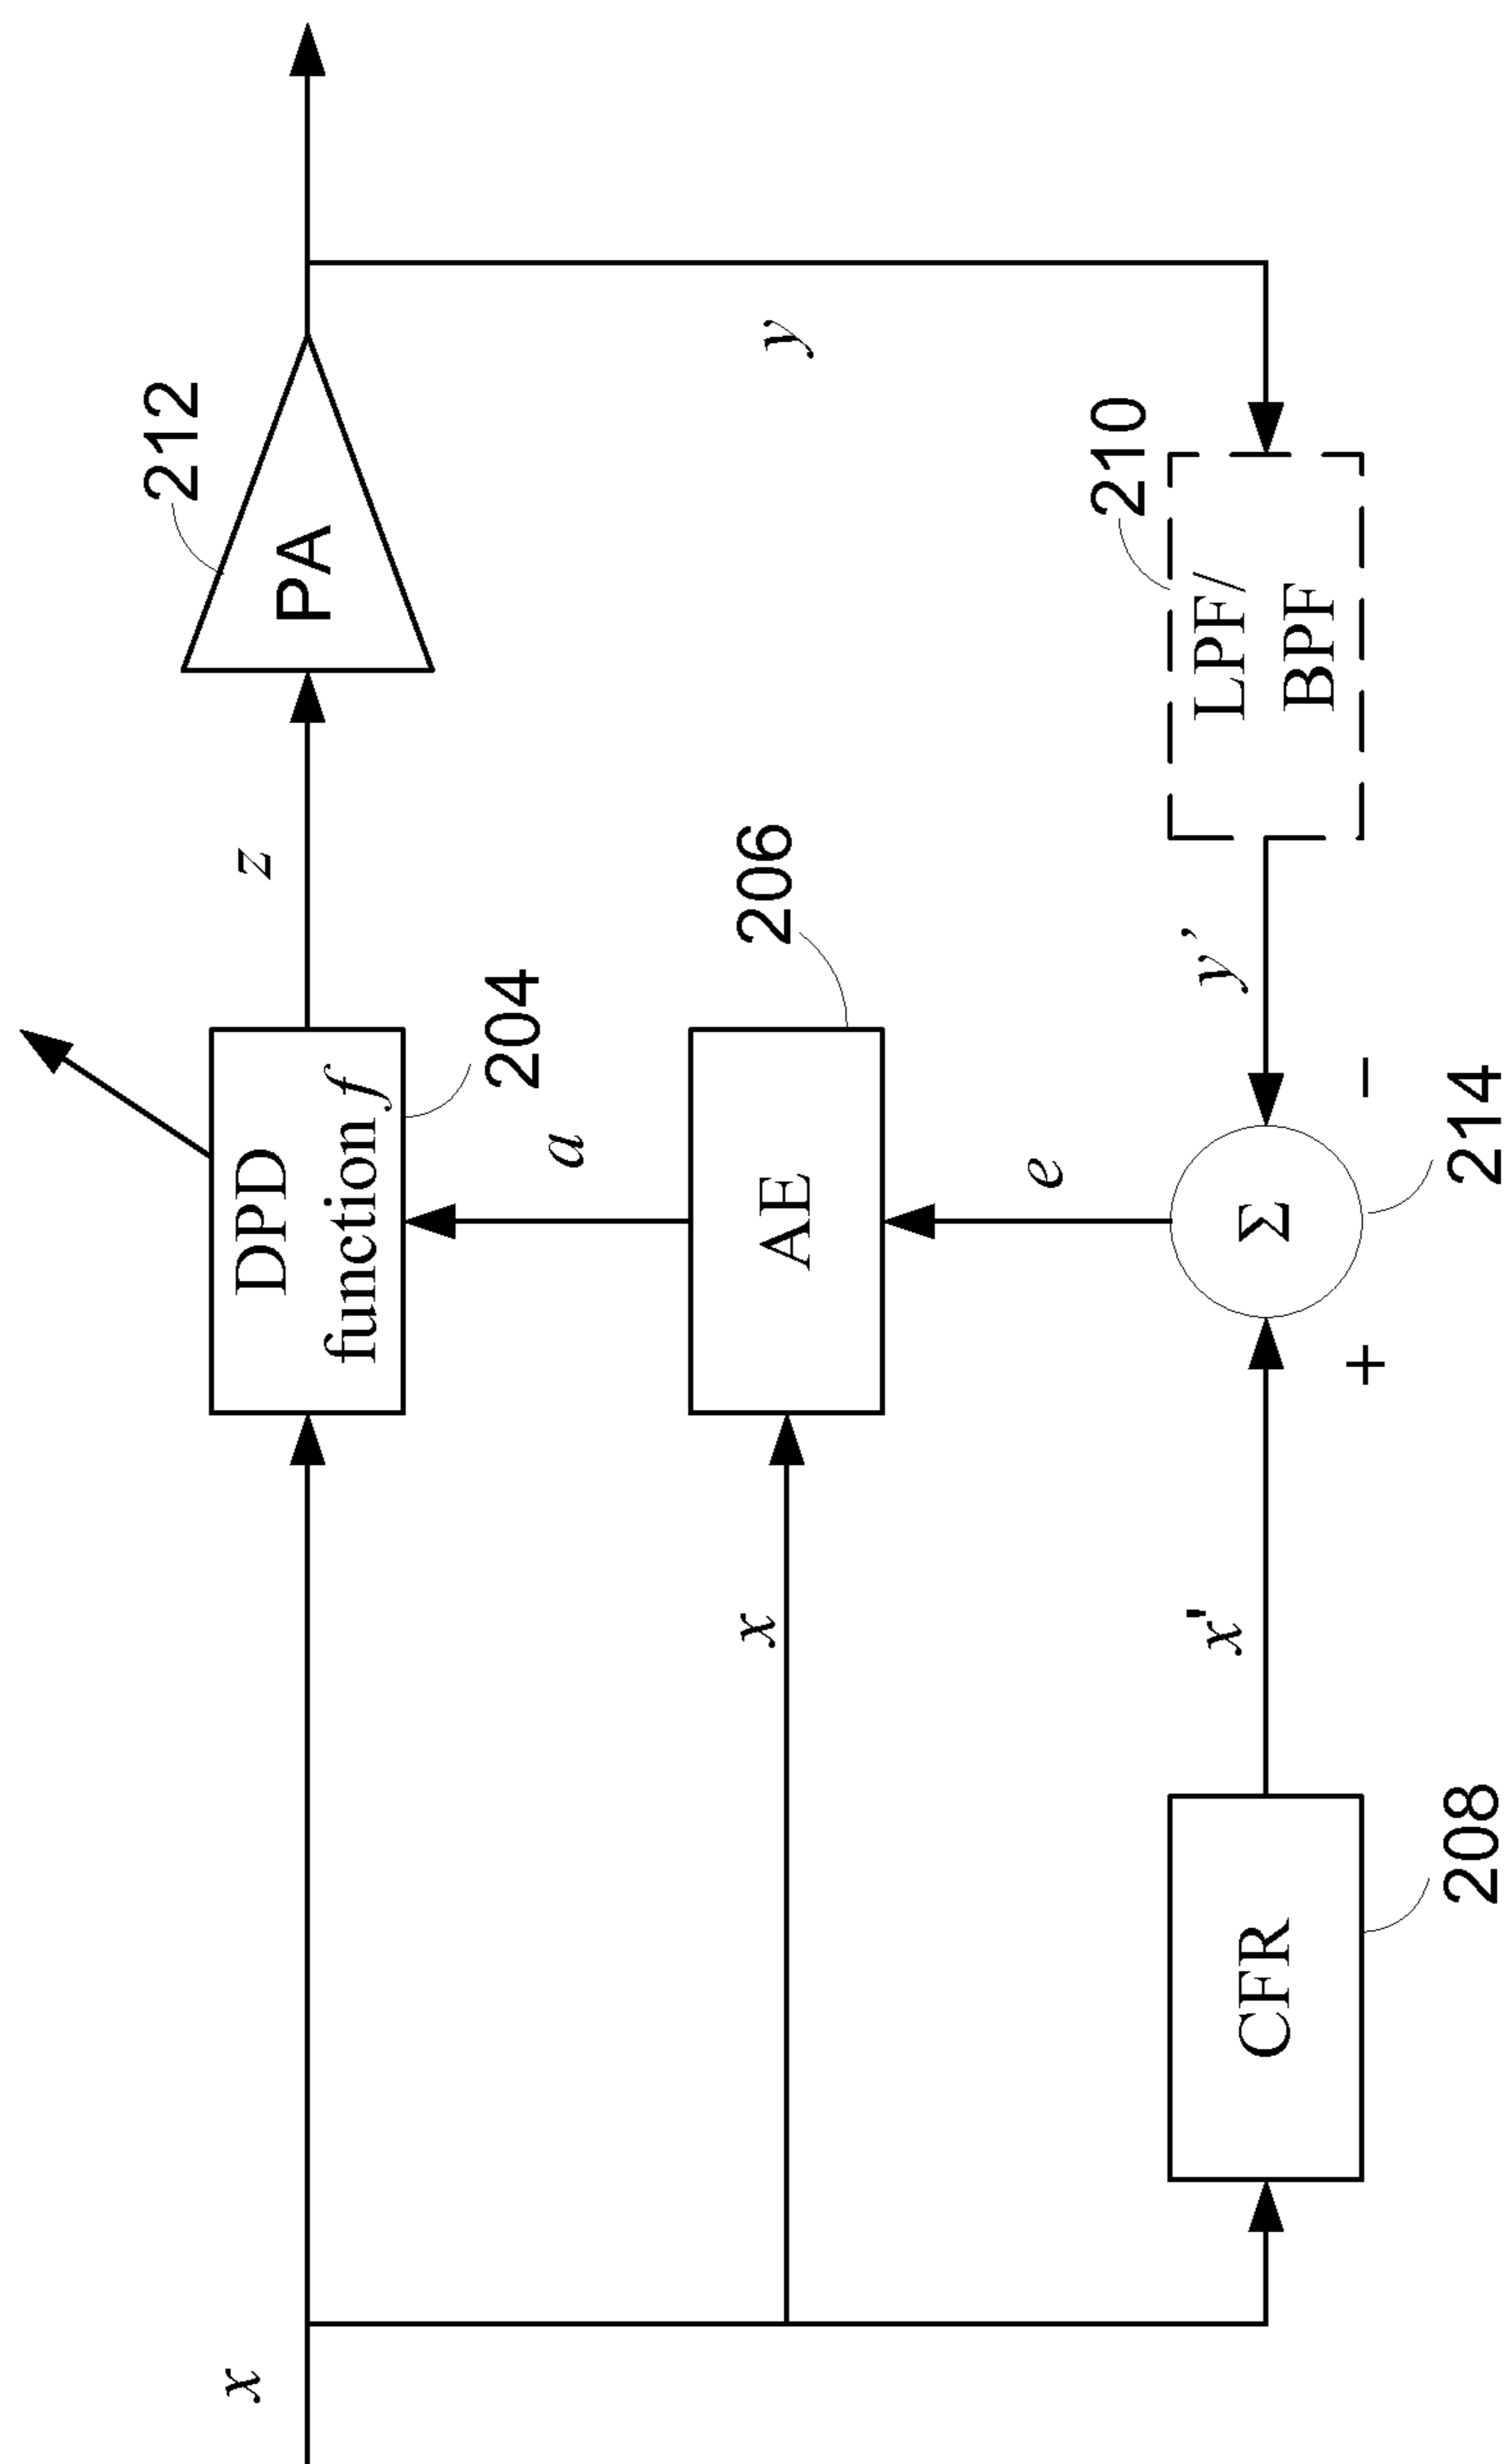 x
DPD
function f
204
z
PA
212
y
a
x
AE
206
e
CFR
208
x'
+
Σ
214
−
y’
LPF/
BPF
210